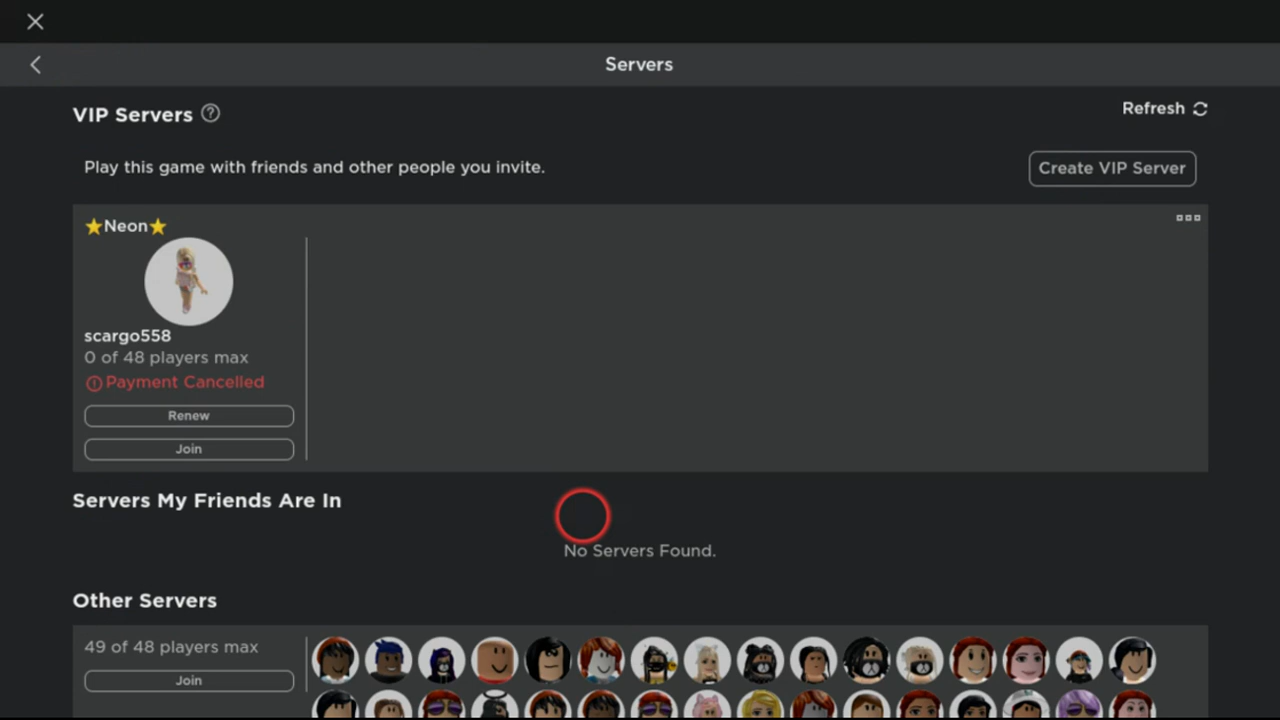 Servers
VIP Servers
Refresh
Play this game with friends and other people you invite.
Create VIP Server
⭐Neon⭐
scargo558
0 of 48 players max
Payment Cancelled
Renew
Join
Servers My Friends Are In
No Servers Found.
Other Servers
49 of 48 players max
Join